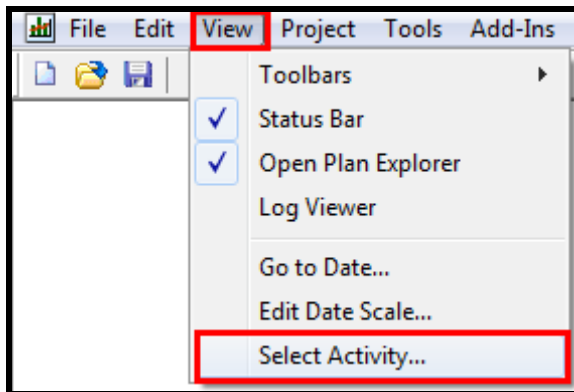 File Edit View Project Tools Add-Ins
Toolbars
Status Bar
Open Plan Explorer
Log Viewer
Go to Date...
Edit Date Scale...
Select Activity...